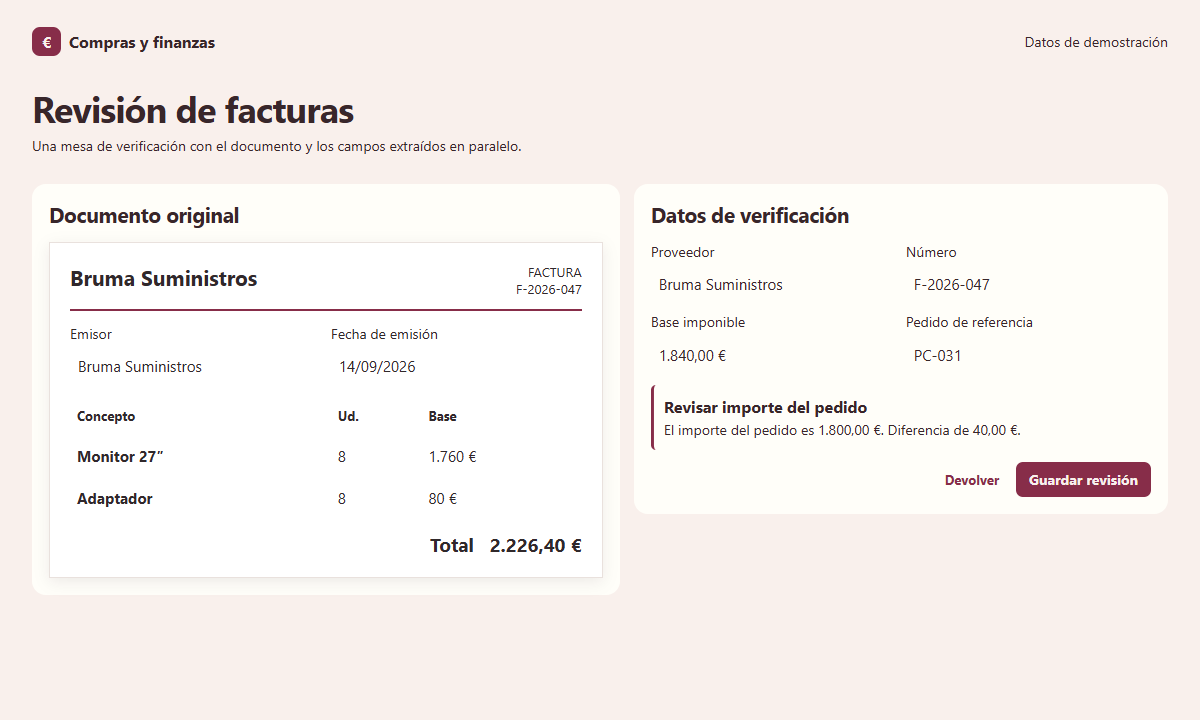 € Compras y finanzas
Datos de demostración
Revisión de facturas
Una mesa de verificación con el documento y los campos extraídos en paralelo.
Documento original
Bruma Suministros
FACTURA
F-2026-047
Emisor
Fecha de emisión
Bruma Suministros
14/09/2026
Concepto Ud. Base
Monitor 27″ 8 1.760 €
Adaptador 8 80 €
Total 2.226,40 €
Datos de verificación
Proveedor
Número
Bruma Suministros
F-2026-047
Base imponible
Pedido de referencia
1.840,00 €
PC-031
Revisar importe del pedido
El importe del pedido es 1.800,00 €. Diferencia de 40,00 €.
Devolver
Guardar revisión